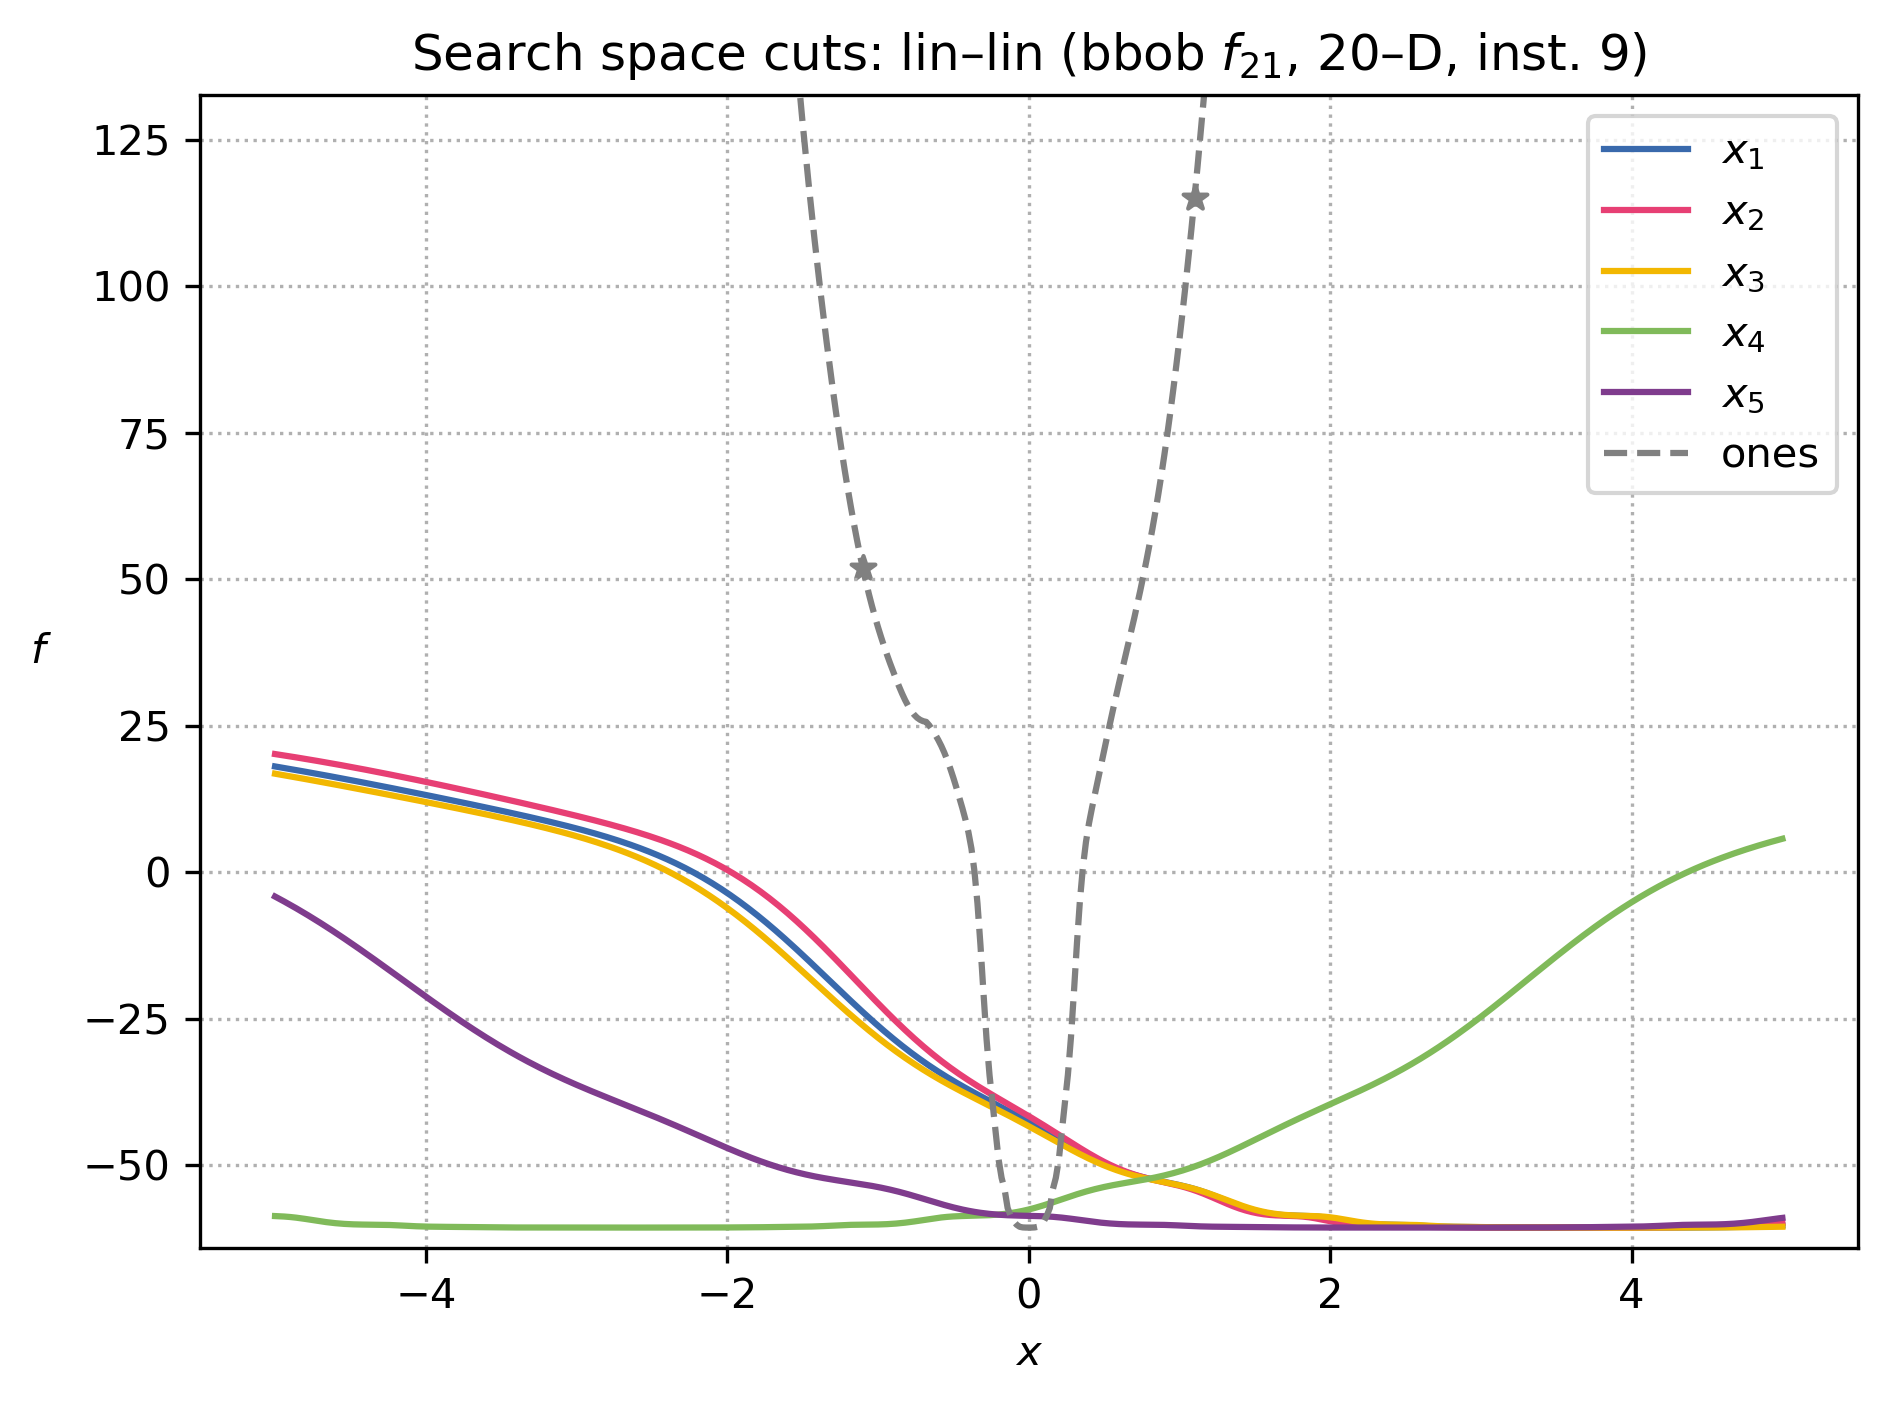 Search space cuts: lin–lin (bbob f21, 20–D, inst. 9)
125
100
75
50
25
0
−25
−50
f
x1
x2
x3
x4
x5
ones
−4 −2 0 2 4
x